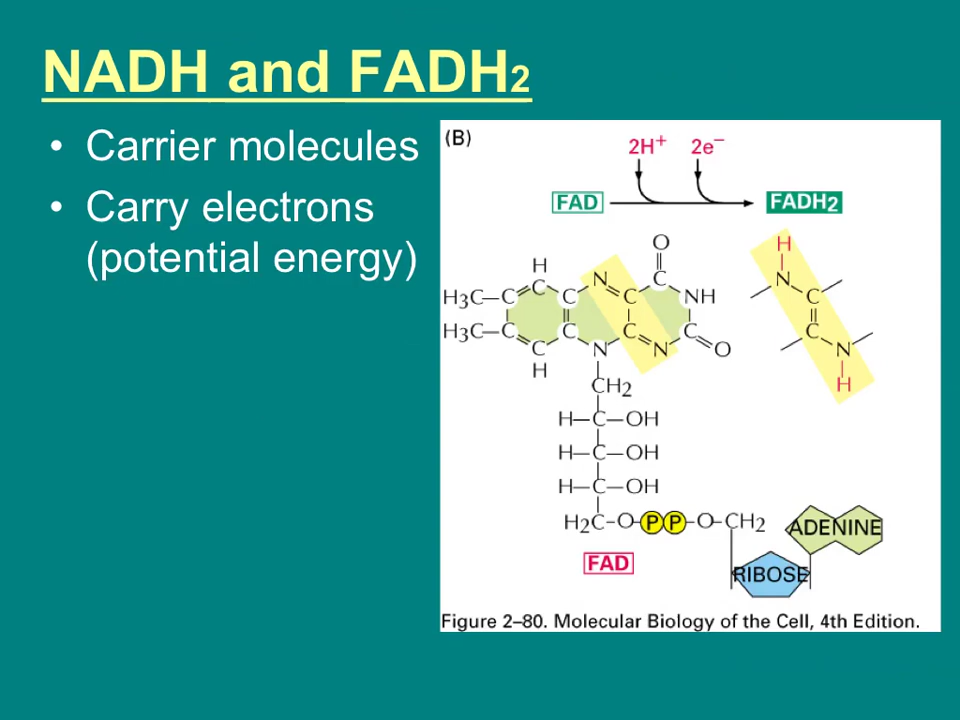 NADH and FADH2
• Carrier molecules
• Carry electrons
(potential energy)
(B)
2H+ 2e−
FAD FADH2
O H
H N C N
H3C–C C C C NH C
H3C–C C C C C C
C N N O N
H H
CH2
H–C–OH
H–C–OH
H–C–OH
H2C–O–P P–O–CH2 ADENINE
FAD
RIBOSE
Figure 2–80. Molecular Biology of the Cell, 4th Edition.